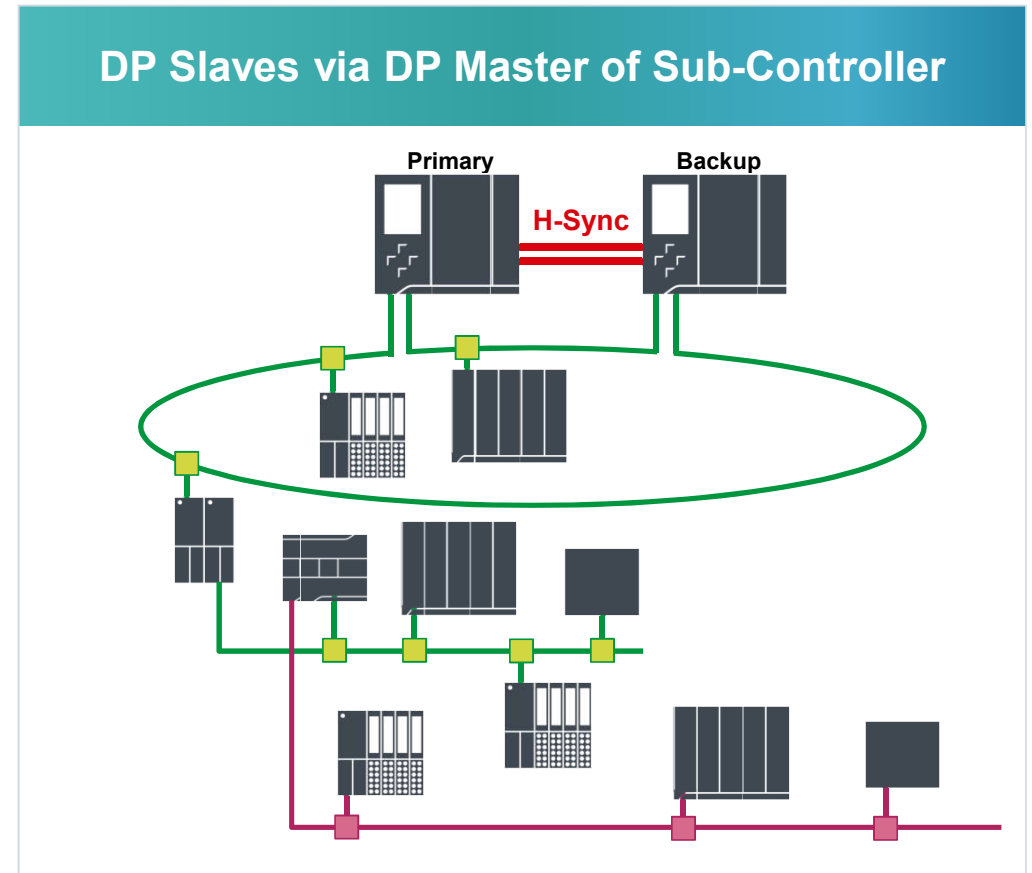 DP Slaves via DP Master of Sub-Controller
Primary
Backup
H-Sync